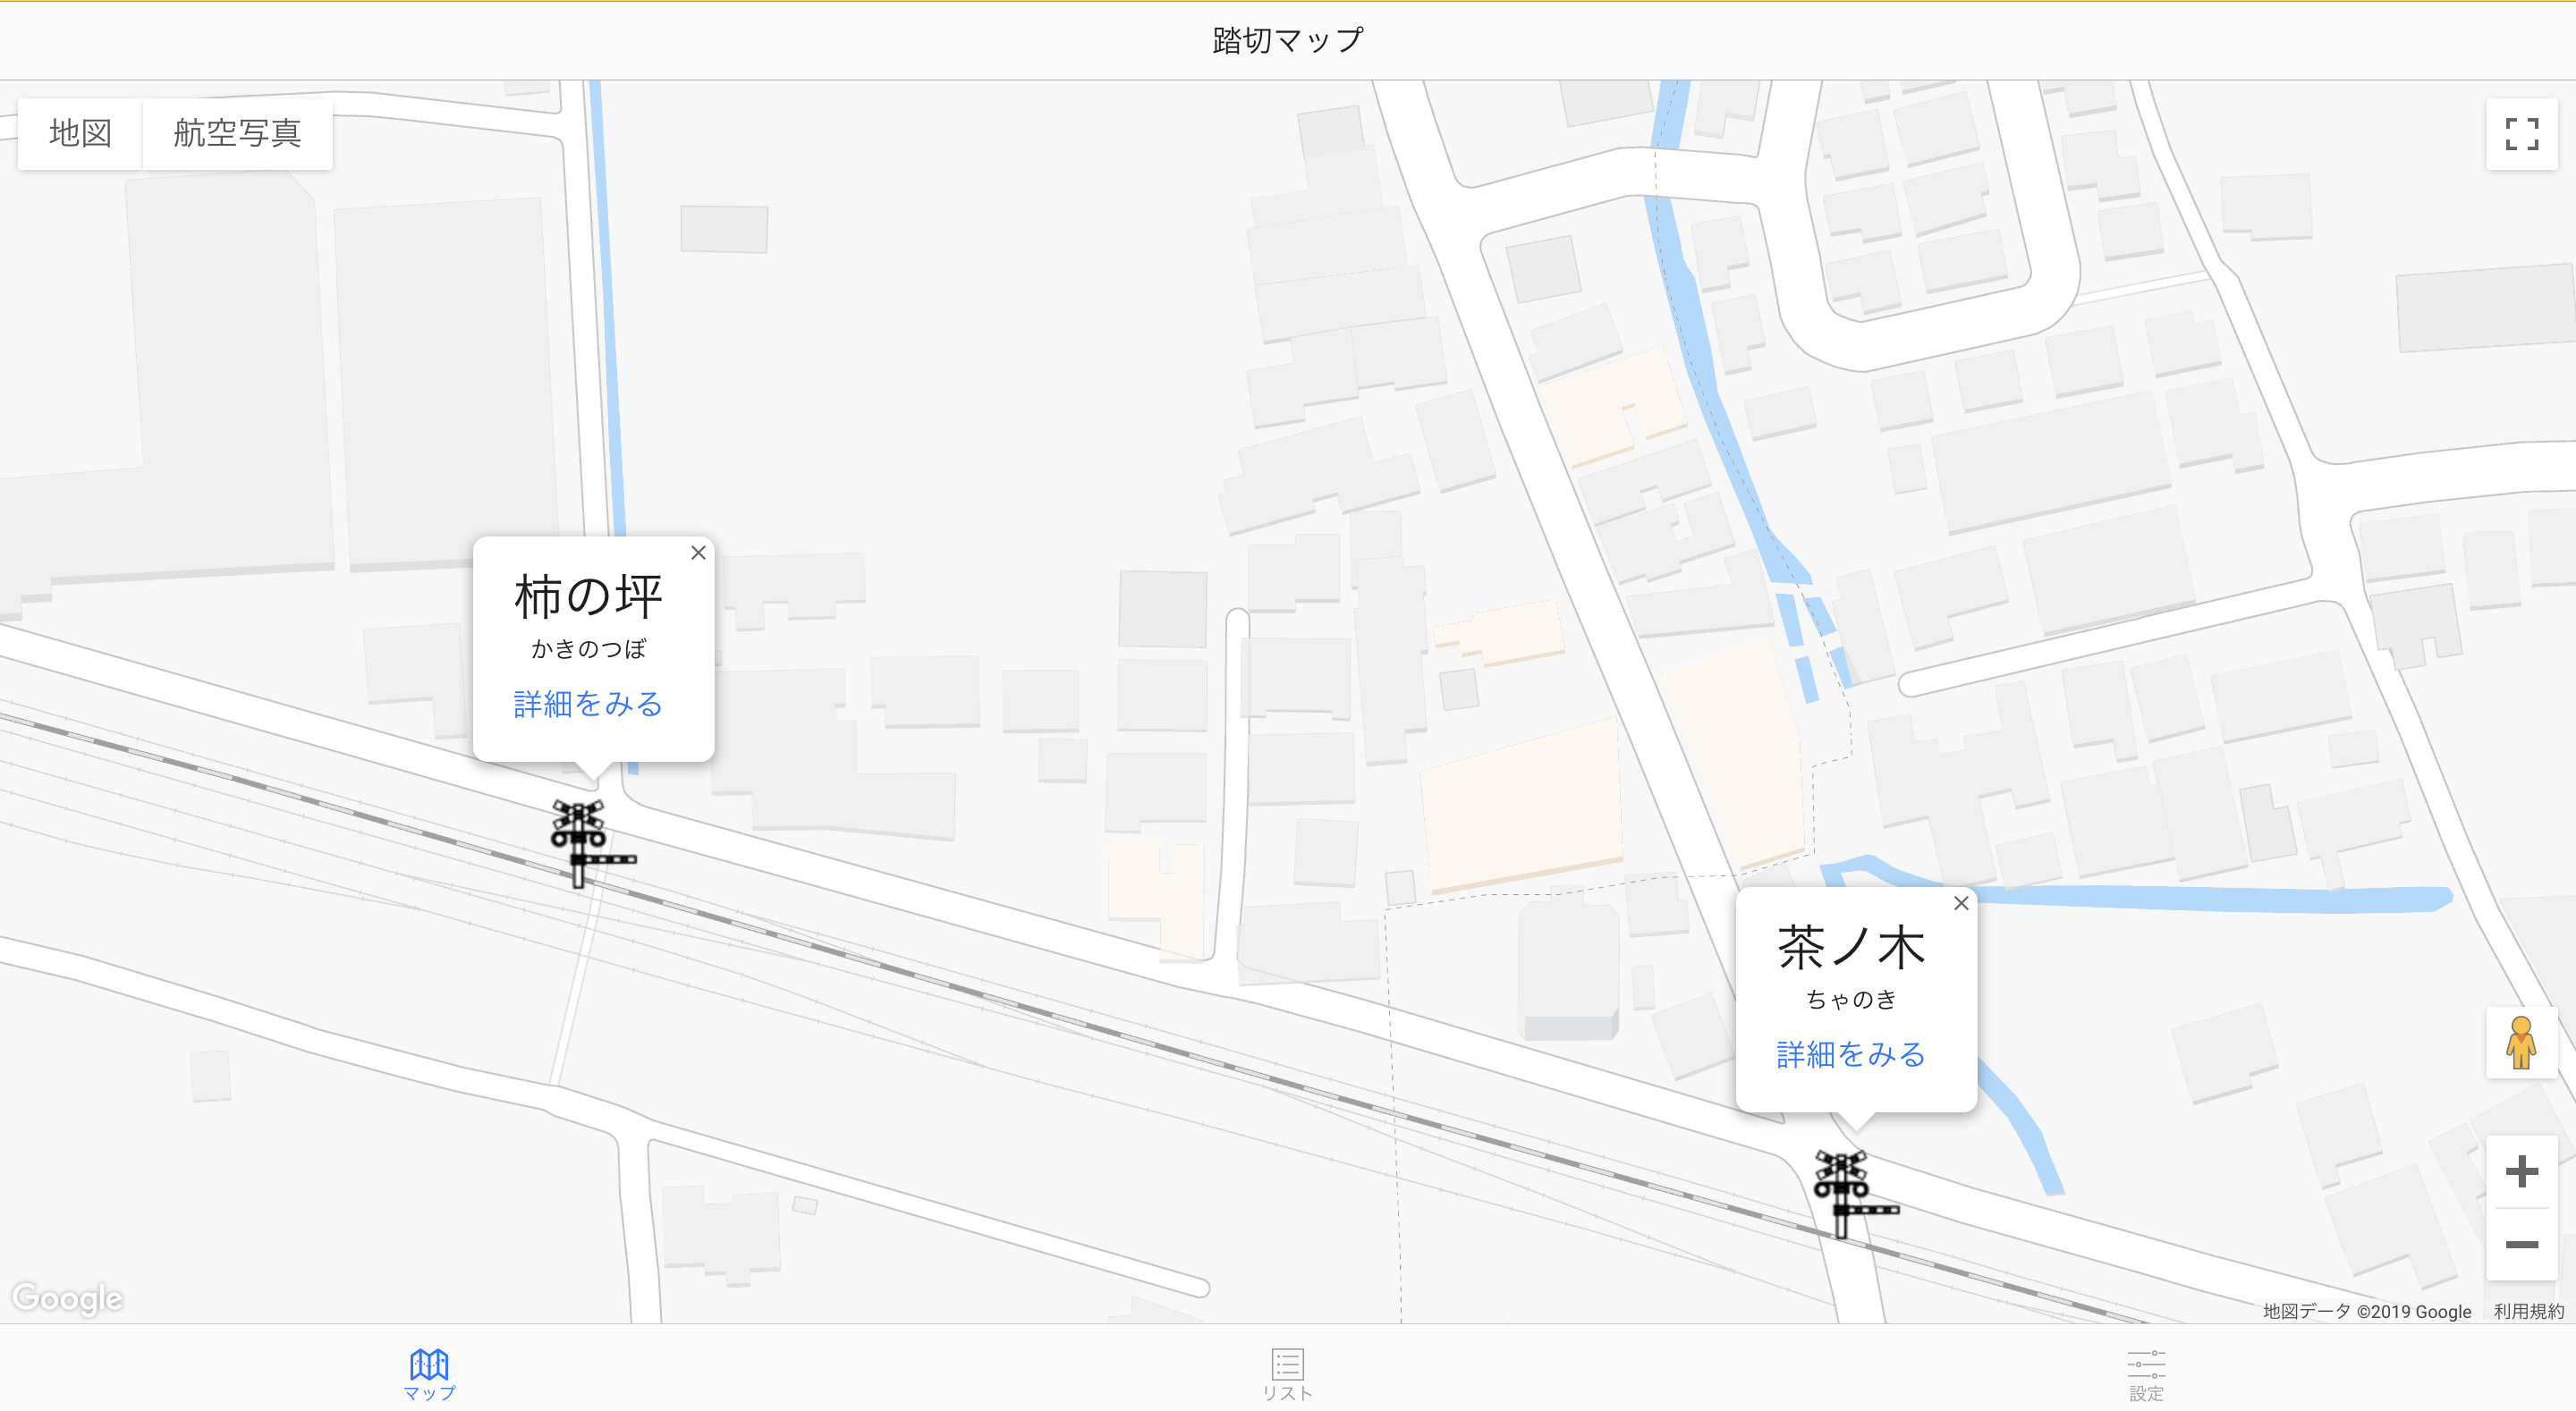 踏切マップ
地図 航空写真
柿の坪
かきのつぼ
詳細をみる
茶ノ木
ちゃのき
詳細をみる
Google
地図データ ©2019 Google 利用規約
マップ
リスト
設定